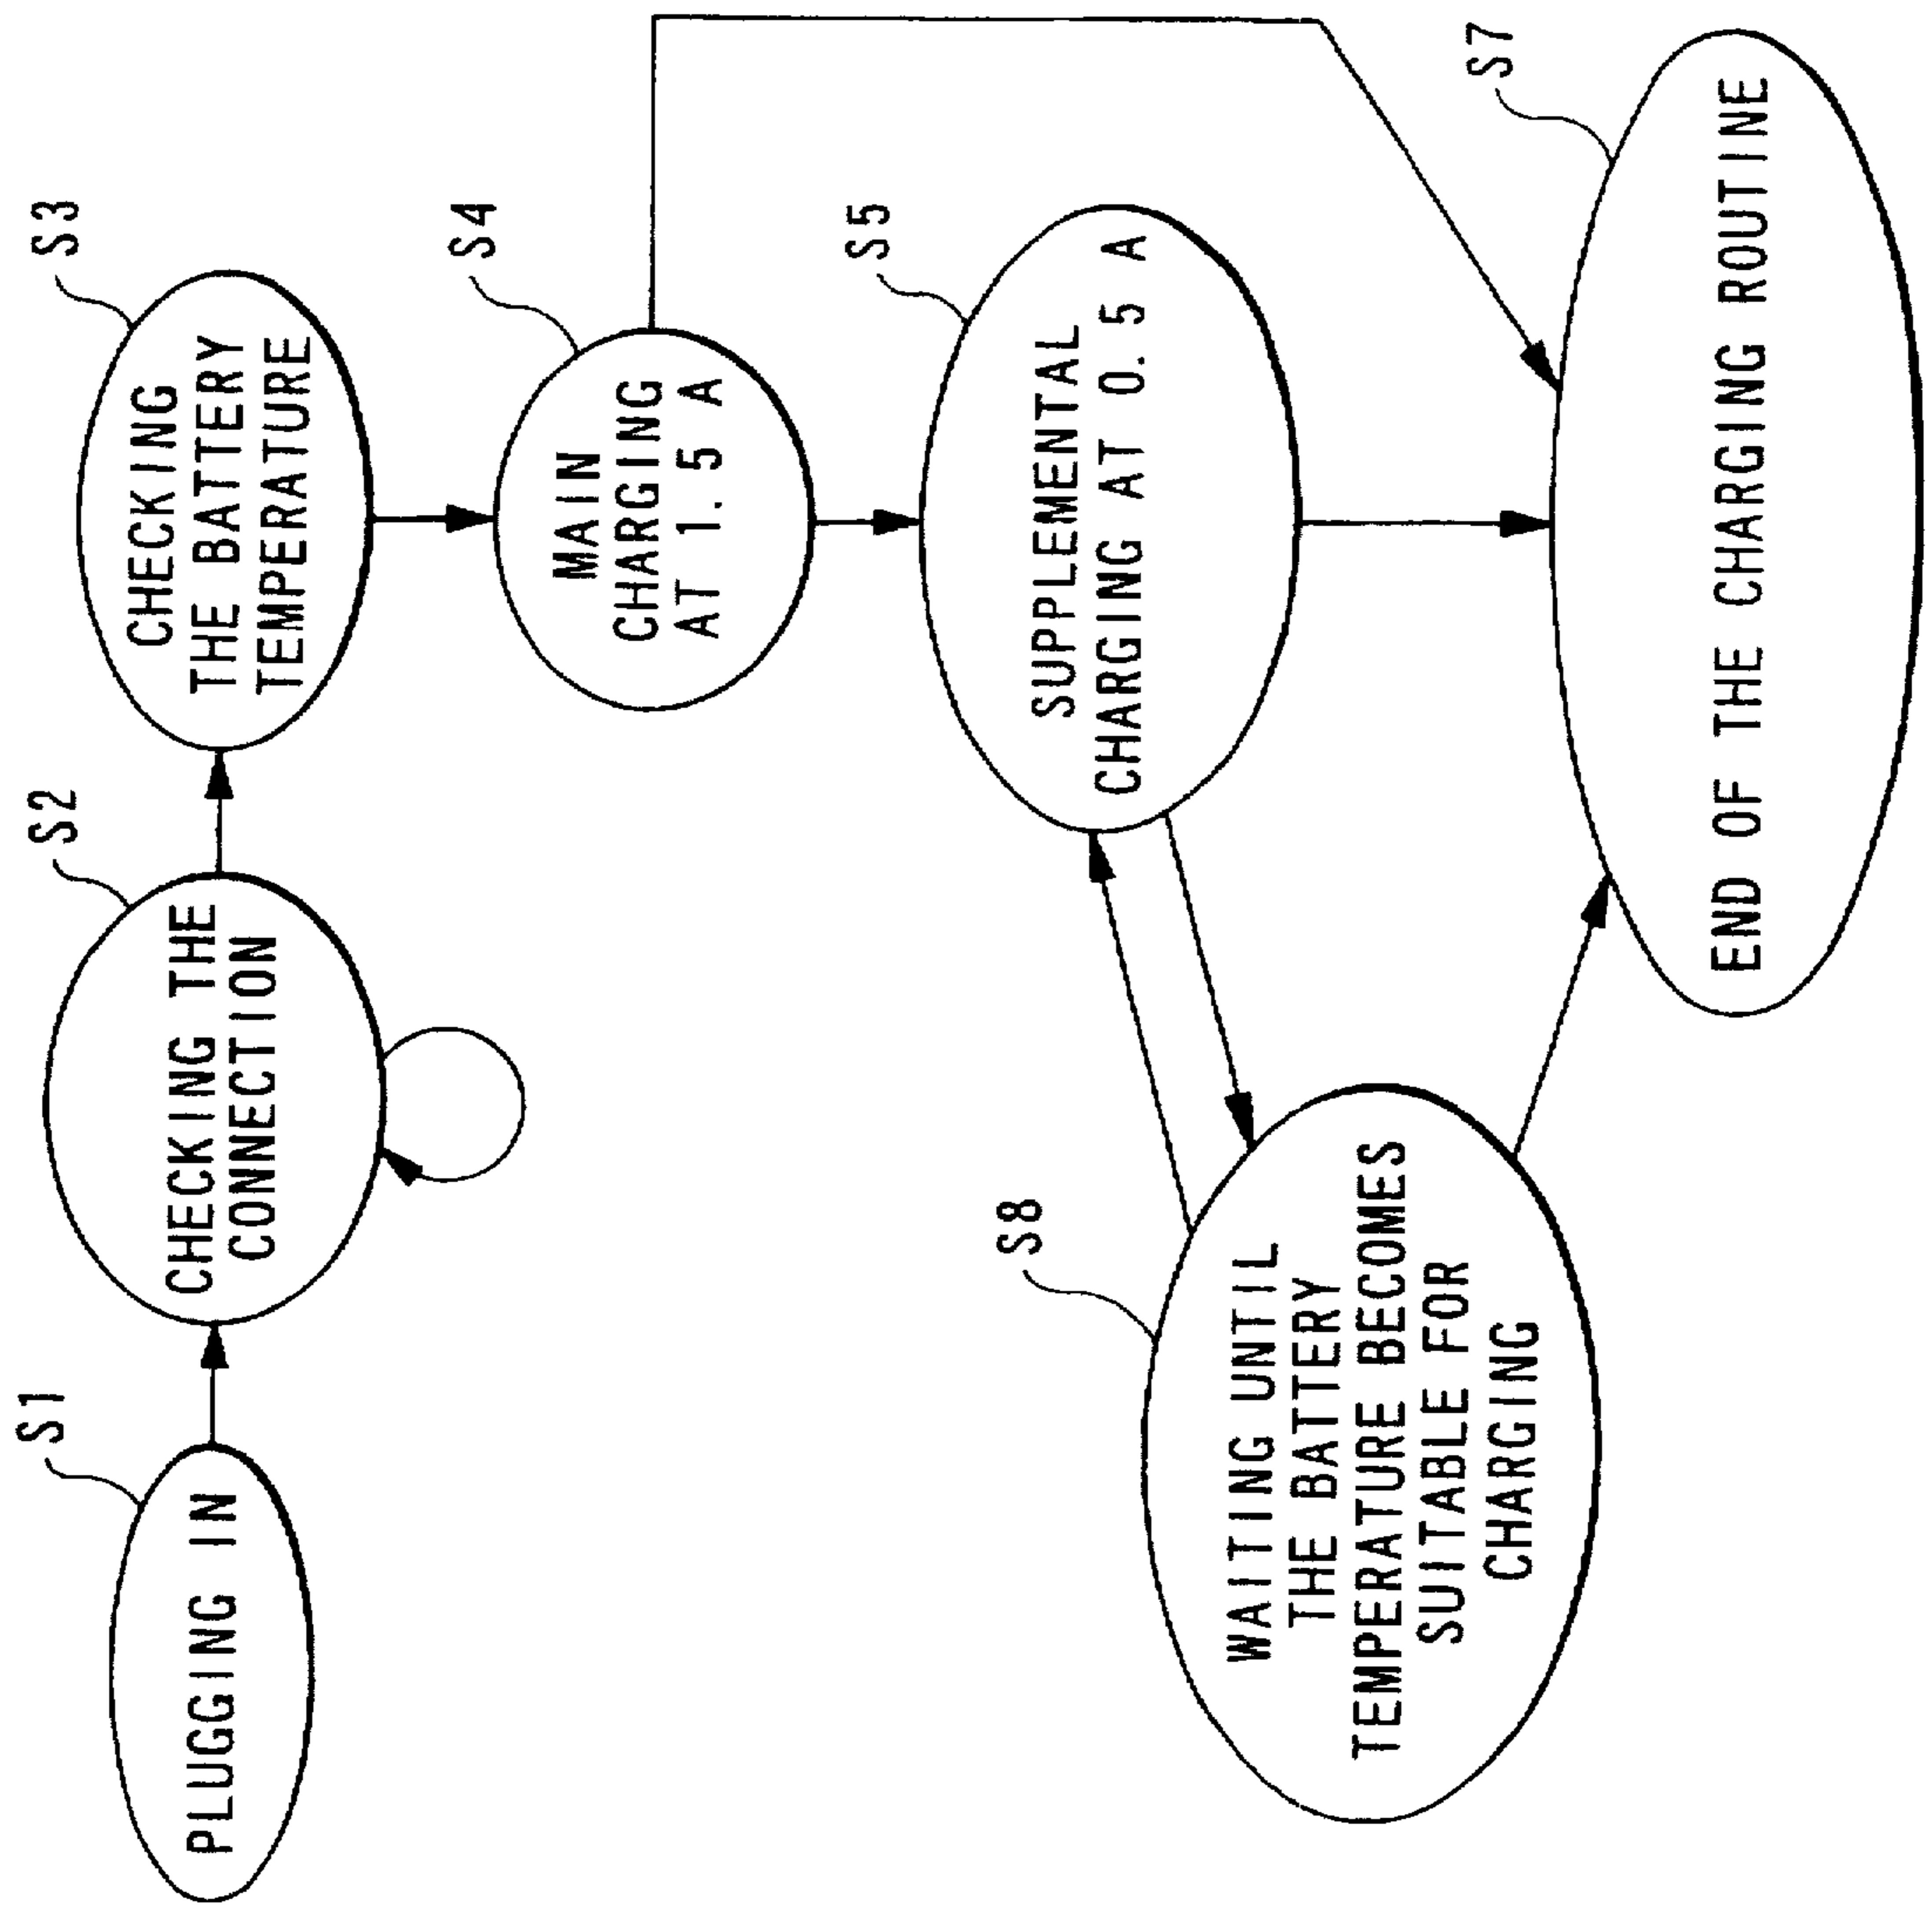 S1
PLUGGING IN
S2
CHECKING THE
CONNECTION
S3
CHECKING
THE BATTERY
TEMPERATURE
S4
MAIN
CHARGING
AT 1.5 A
S5
SUPPLEMENTAL
CHARGING AT 0.5 A
S8
WAITING UNTIL
THE BATTERY
TEMPERATURE BECOMES
SUITABLE FOR
CHARGING
S7
END OF THE CHARGING ROUTINE